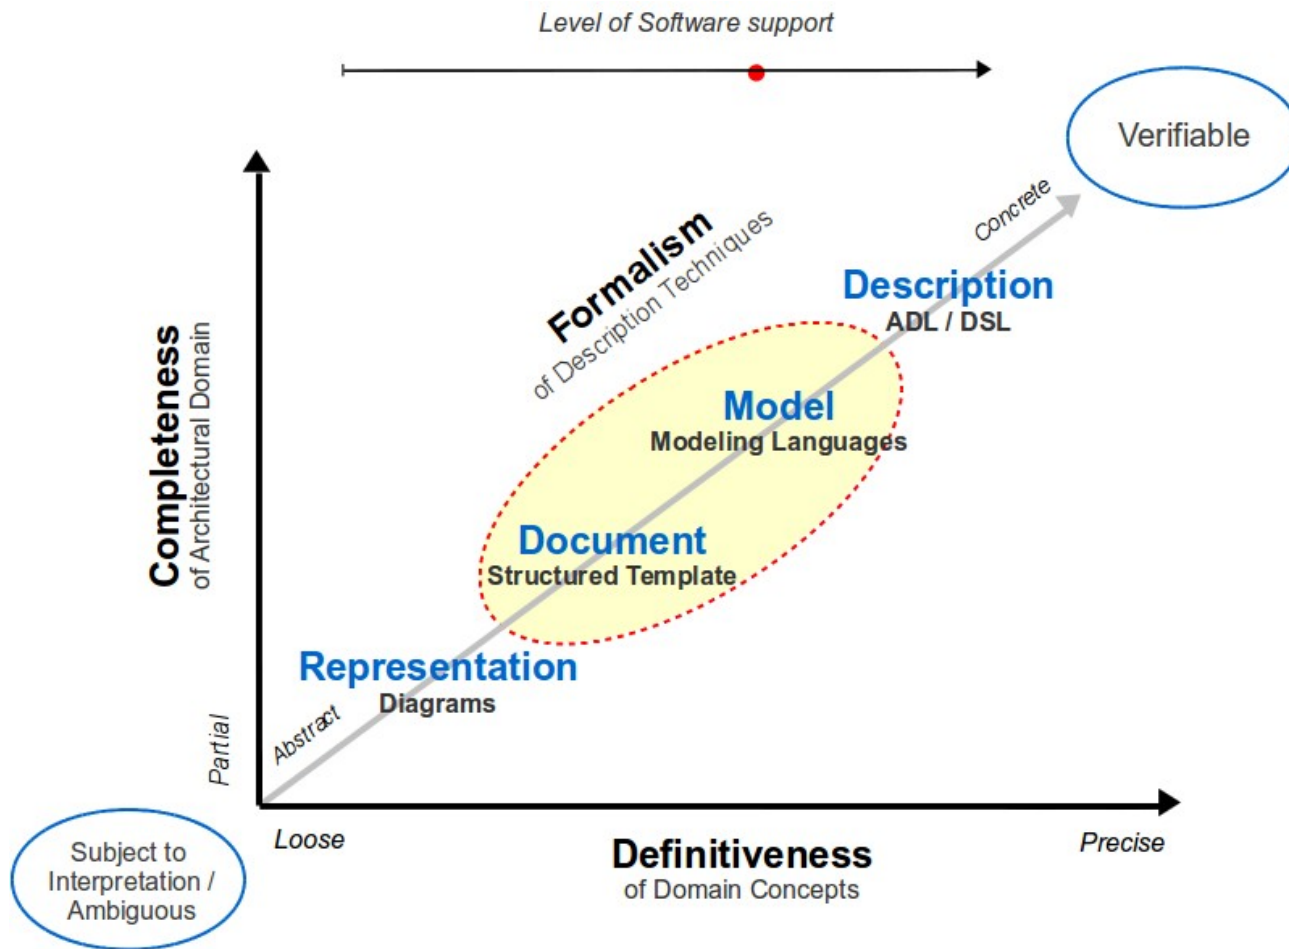 Level of Software support
Verifiable
Concrete
Formalism
of Description Techniques
Description
ADL / DSL
Completeness
of Architectural Domain
Model
Modeling Languages
Document
Structured Template
Representation
Diagrams
Abstract
Partial
Loose
Precise
Definitiveness
of Domain Concepts
Subject to
Interpretation /
Ambiguous